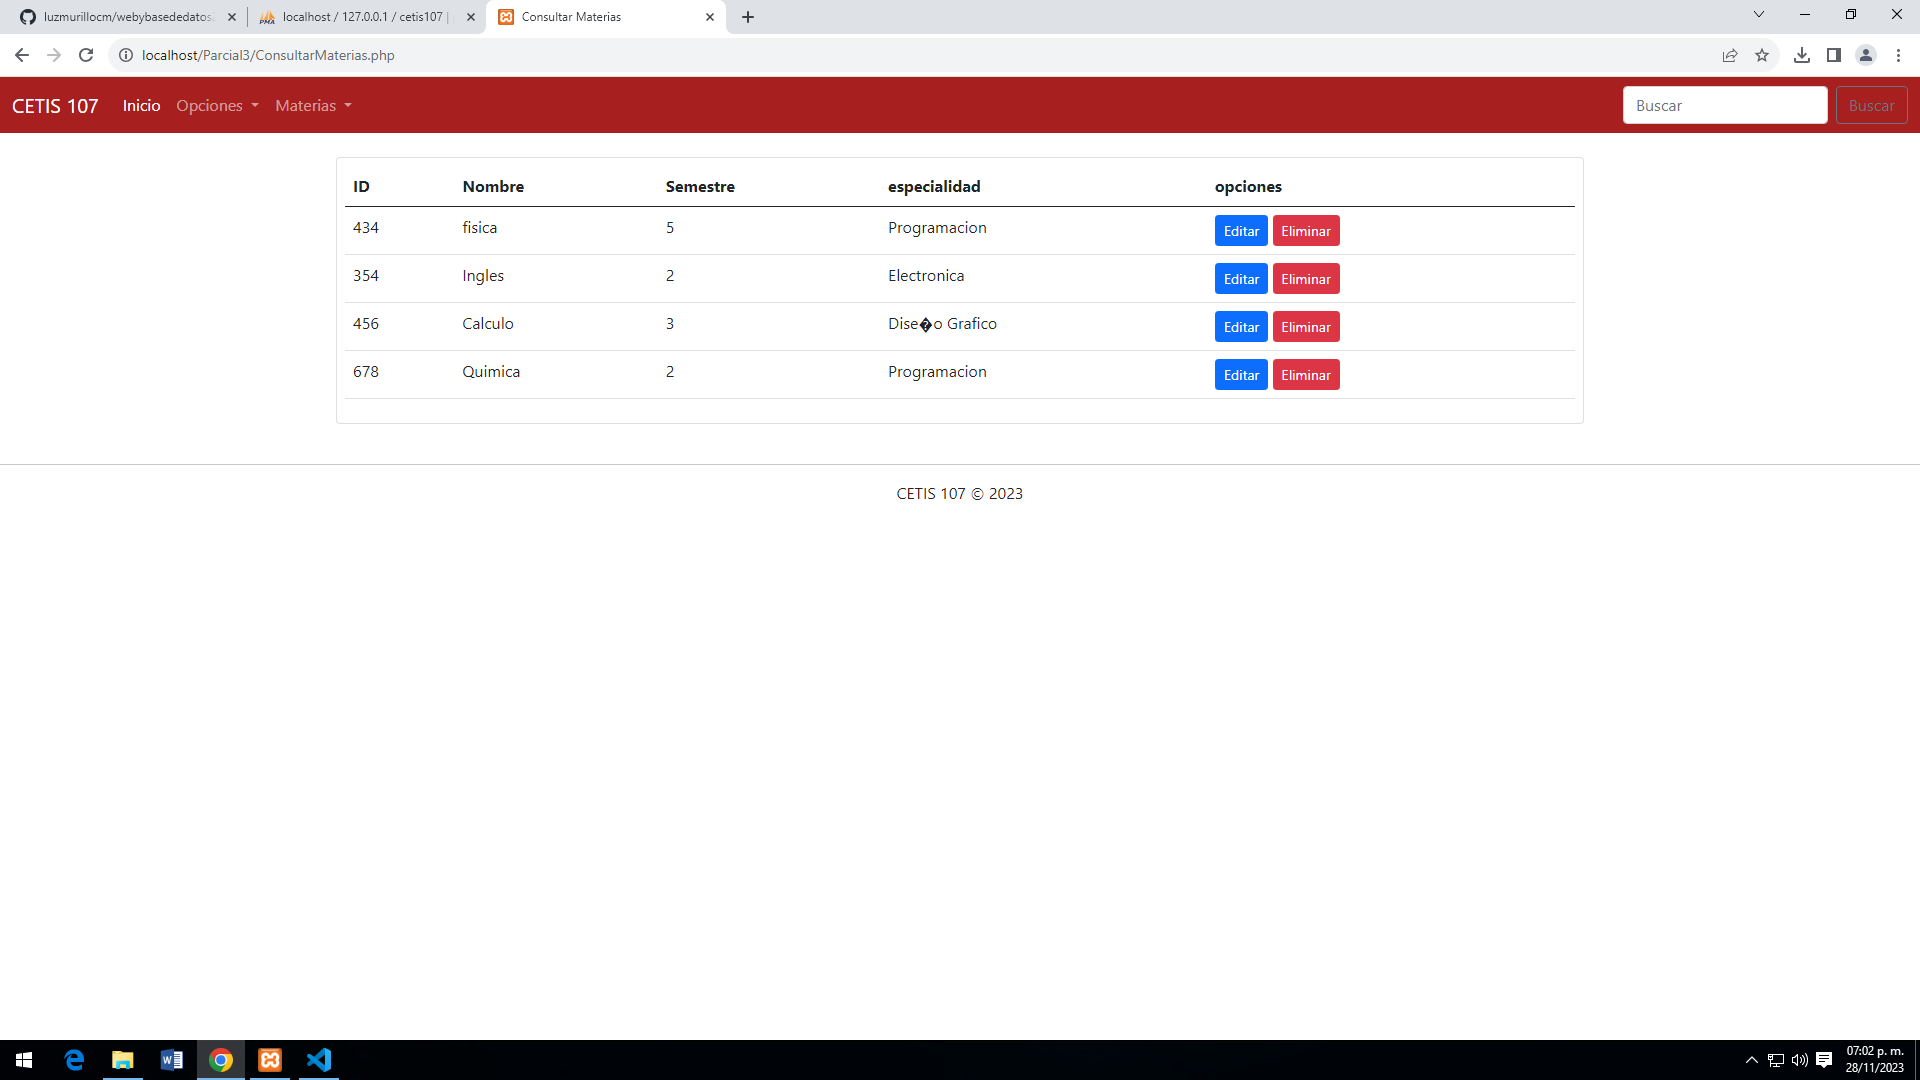 luzmurillocm/webybasededatos
localhost / 127.0.0.1 / cetis107 |
Consultar Materias
localhost/Parcial3/ConsultarMaterias.php
CETIS 107 Inicio Opciones Materias Buscar Buscar
ID Nombre Semestre especialidad opciones
434 fisica 5 Programacion Editar Eliminar
354 Ingles 2 Electronica Editar Eliminar
456 Calculo 3 Dise�o Grafico Editar Eliminar
678 Quimica 2 Programacion Editar Eliminar
CETIS 107 © 2023
07:02 p. m.
28/11/2023